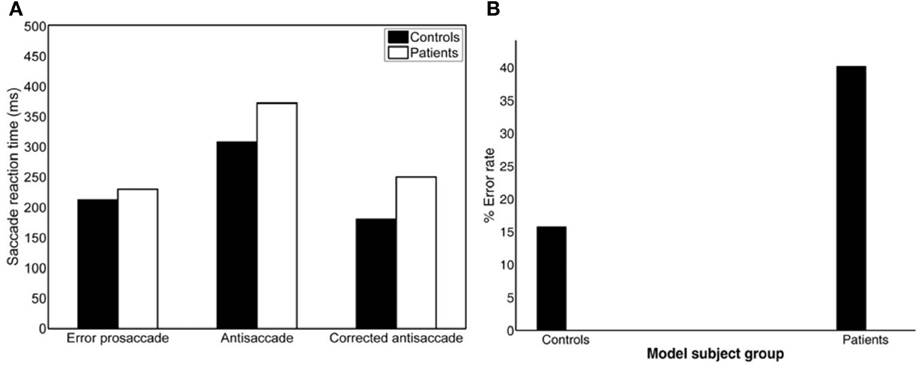 A
Saccade reaction time (ms)
500
450
400
350
300
250
200
150
100
50
0
Controls
Patients
Error prosaccade
Antisaccade
Corrected antisaccade
B
% Error rate
40
35
30
25
20
15
10
5
0
Controls
Patients
Model subject group